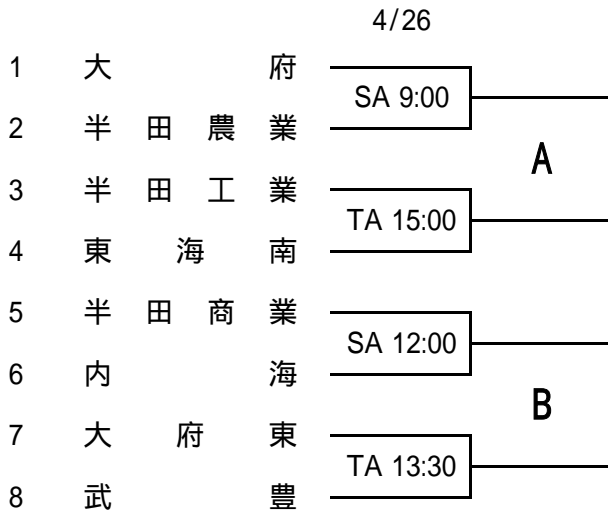 4/26
1 大府
SA 9:00
2 半田農業
A
3 半田工業
TA 15:00
4 東海南
5 半田商業
SA 12:00
6 内海
B
7 大府東
TA 13:30
8 武豊